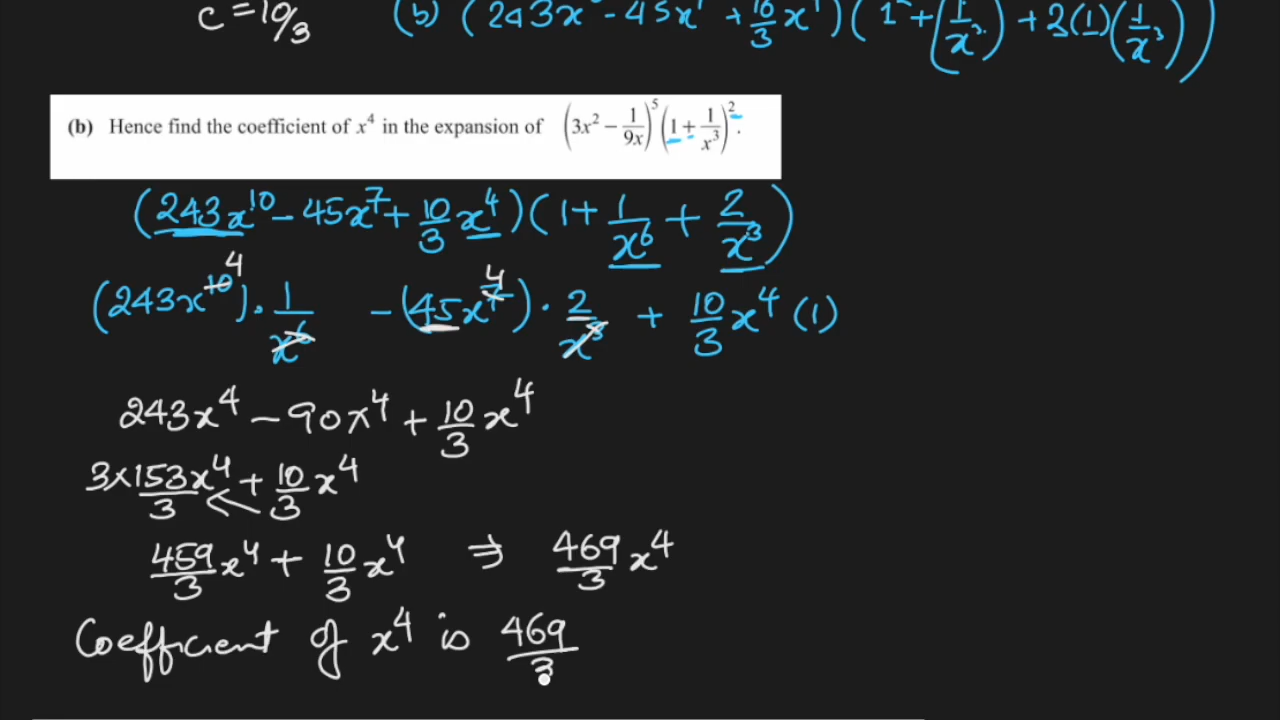 c = 10/3 (b) (243x - 45x + 10/3 x)(1 + (1/x³) + 2(1)(1/x³))
(b) Hence find the coefficient of x⁴ in the expansion of (3x² − 1/9x)⁵ (1 + 1/x³)².
(243x¹⁰ - 45x⁷ + 10/3 x⁴)(1 + 1/x⁶ + 2/x³)
4 4
(243x¹⁰) · 1/x⁶ - (45x⁷) · 2/x³ + 10/3 x⁴ (1)
243x⁴ - 90x⁴ + 10/3 x⁴
3×153x⁴/3 + 10/3 x⁴
459/3 x⁴ + 10/3 x⁴ ⇒ 469/3 x⁴
Coefficient of x⁴ is 469/3